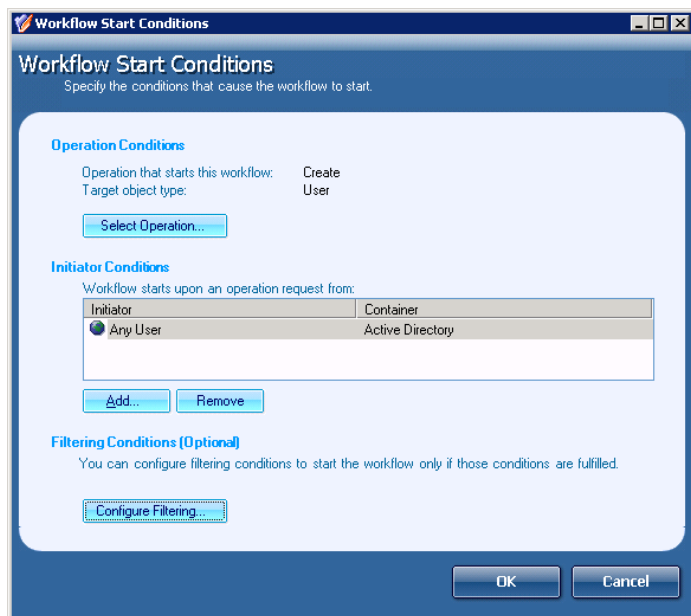 Workflow Start Conditions
Workflow Start Conditions
Specify the conditions that cause the workflow to start.
Operation Conditions
Operation that starts this workflow: Create
Target object type: User
Select Operation...
Initiator Conditions
Workflow starts upon an operation request from:
Initiator Container
Any User Active Directory
Add... Remove
Filtering Conditions (Optional)
You can configure filtering conditions to start the workflow only if those conditions are fulfilled.
Configure Filtering...
OK Cancel